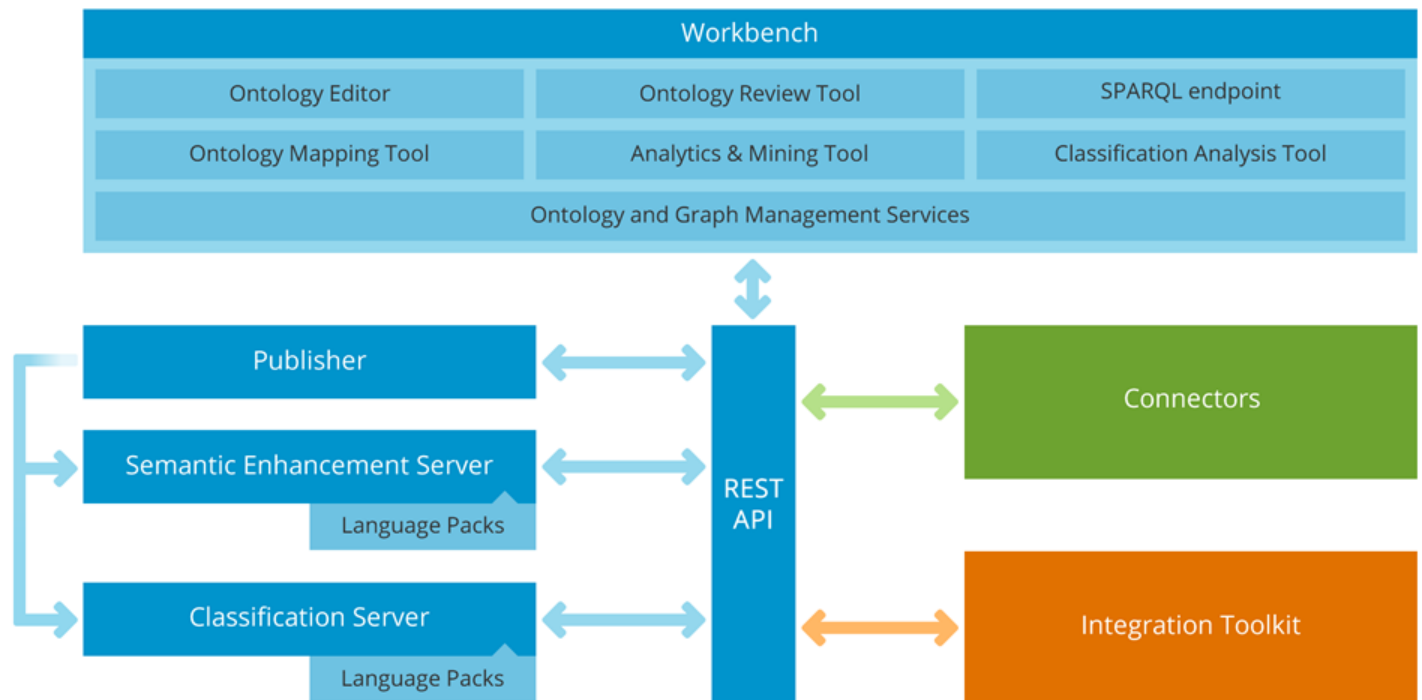 Workbench
Ontology Editor
Ontology Review Tool
SPARQL endpoint
Ontology Mapping Tool
Analytics & Mining Tool
Classification Analysis Tool
Ontology and Graph Management Services
Publisher
Semantic Enhancement Server
Language Packs
Classification Server
Language Packs
REST
API
Connectors
Integration Toolkit